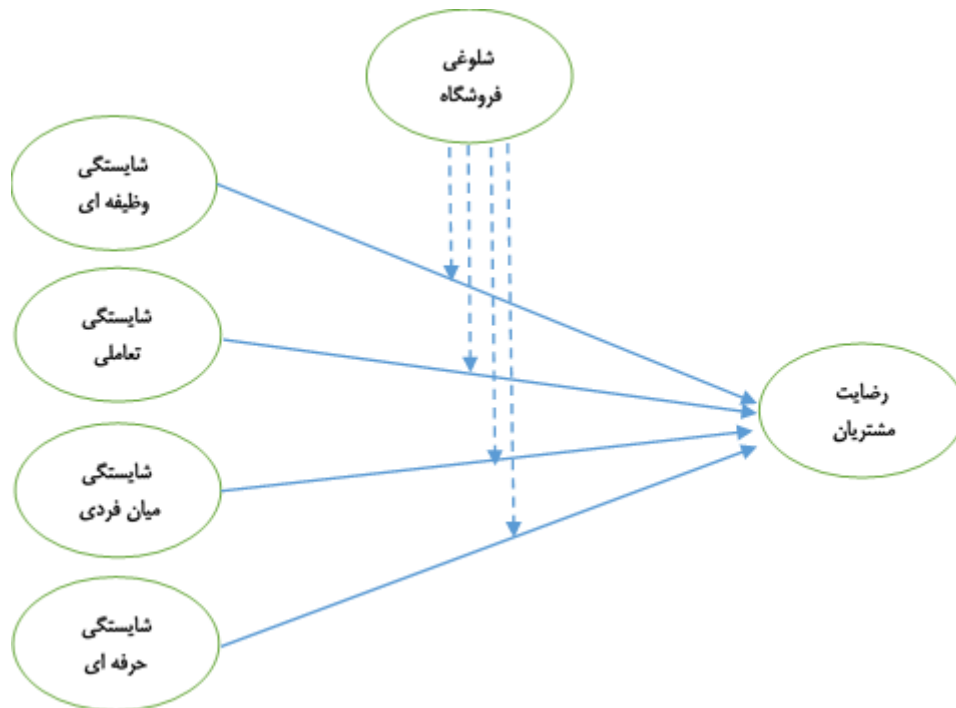 شلوغی
فروشگاه
شایستگی
وظیفه ای
شایستگی
تعاملی
شایستگی
میان فردی
شایستگی
حرفه ای
رضایت
مشتریان